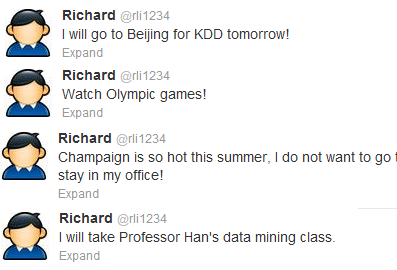 Richard @rli1234
I will go to Beijing for KDD tomorrow!
Expand
Richard @rli1234
Watch Olympic games!
Expand
Richard @rli1234
Champaign is so hot this summer, I do not want to go
stay in my office!
Expand
Richard @rli1234
I will take Professor Han's data mining class.
Expand